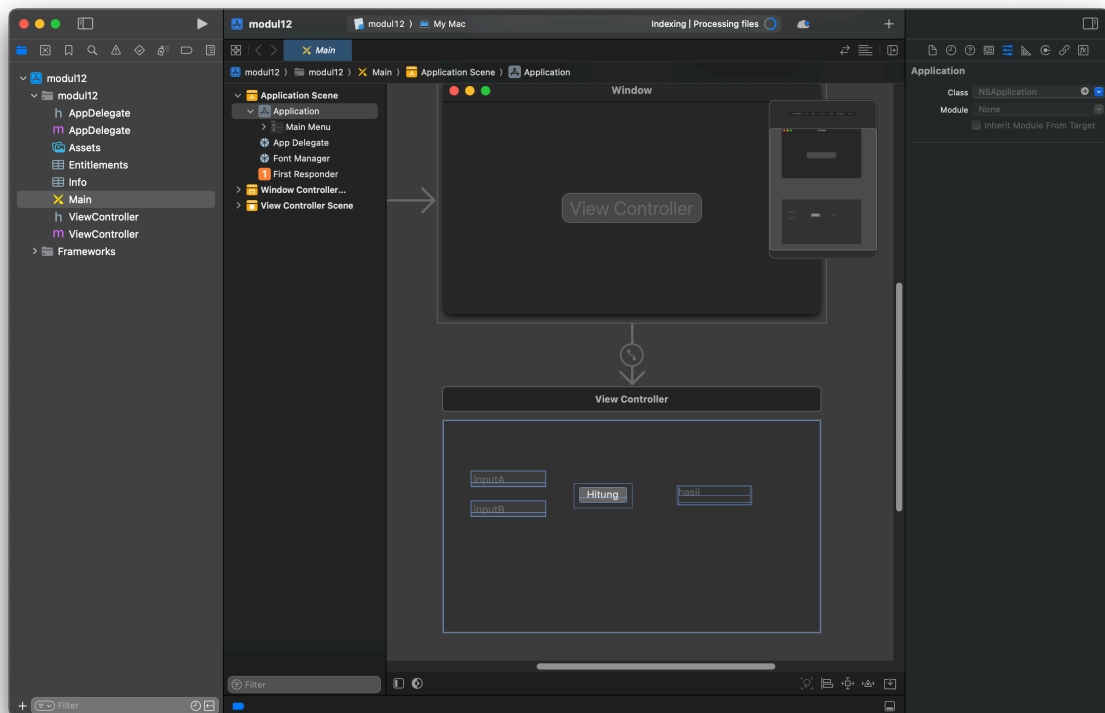 modul12
modul12 〉 My Mac
Indexing | Processing files
Main
modul12 〉 modul12 〉 Main 〉 Application Scene 〉 Application
modul12
modul12
h AppDelegate
m AppDelegate
Assets
Entitlements
Info
Main
h ViewController
m ViewController
Frameworks
Filter
Application Scene
Application
Main Menu
App Delegate
Font Manager
1 First Responder
Window Controller...
View Controller Scene
Filter
Window
View Controller
View Controller
inputA
inputB
Hitung
hasil
Application
Class NSApplication
Module None
Inherit Module From Target